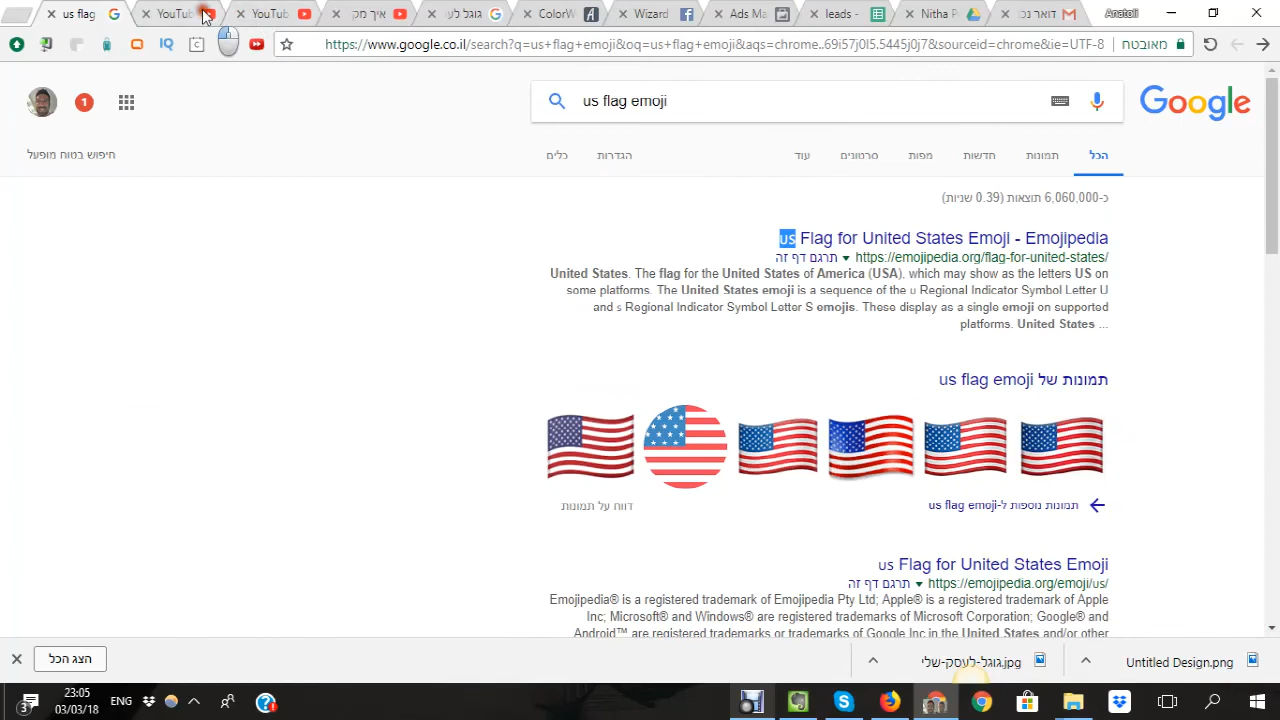 us flag
YouTub
YouTub
איך מק
גוגל לעי
ColorW
Wizard
Ads Ma
leads -
Nitha P
דואר נכנ
Anatoli
https://www.google.co.il/search?q=us+flag+emoji&oq=us+flag+emoji&aqs=chrome..69i57j0l5.5445j0j7&sourceid=chrome&ie=UTF-8
מאובטח
1
us flag emoji
Google
הכל
תמונות
חדשות
מפות
סרטונים
עוד
הגדרות
כלים
חיפוש בטוח מופעל
כ-6,060,000 תוצאות (0.39 שניות)
US Flag for United States Emoji - Emojipedia
https://emojipedia.org/flag-for-united-states/ תרגם דף זה
United States. The flag for the United States of America (USA), which may show as the letters US on
some platforms. The United States emoji is a sequence of the U Regional Indicator Symbol Letter U
and S Regional Indicator Symbol Letter S emojis. These display as a single emoji on supported
platforms. United States ...
תמונות של us flag emoji
תמונות נוספות ל-us flag emoji
דווח על תמונות
US Flag for United States Emoji
https://emojipedia.org/emoji/us/ תרגם דף זה
Emojipedia® is a registered trademark of Emojipedia Pty Ltd; Apple® is a registered trademark of Apple
Inc; Microsoft® and Windows® are registered trademarks of Microsoft Corporation; Google® and
Android™ are registered trademarks or trademarks of Google Inc in the United States and/or other
הצג הכל
גוגל-לעסק-שלי.jpg
Untitled Design.png
3
23:05
03/03/18
ENG